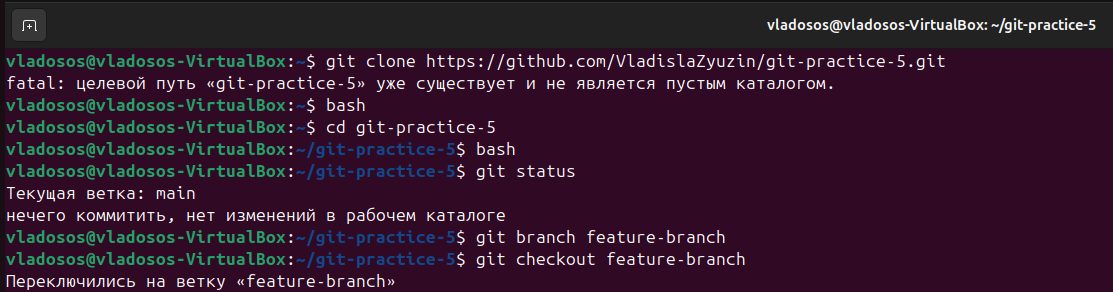 vladosos@vladosos-VirtualBox: ~/git-practice-5
vladosos@vladosos-VirtualBox:~$ git clone https://github.com/VladislaZyuzin/git-practice-5.git
fatal: целевой путь «git-practice-5» уже существует и не является пустым каталогом.
vladosos@vladosos-VirtualBox:~$ bash
vladosos@vladosos-VirtualBox:~$ cd git-practice-5
vladosos@vladosos-VirtualBox:~/git-practice-5$ bash
vladosos@vladosos-VirtualBox:~/git-practice-5$ git status
Текущая ветка: main
нечего коммитить, нет изменений в рабочем каталоге
vladosos@vladosos-VirtualBox:~/git-practice-5$ git branch feature-branch
vladosos@vladosos-VirtualBox:~/git-practice-5$ git checkout feature-branch
Переключились на ветку «feature-branch»